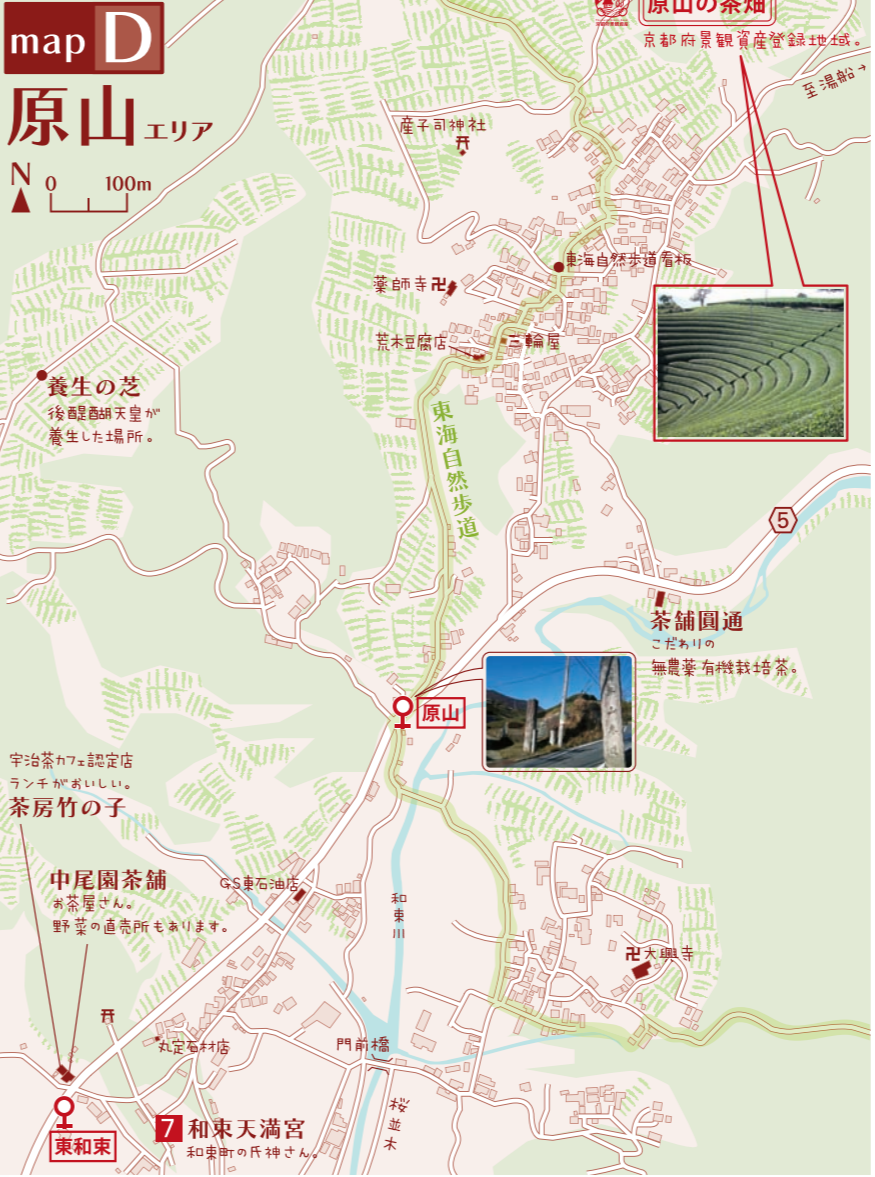 map D
原山エリア
N
0 100m
原山の茶畑
京都府景観資産登録地域。
至湯船→
産子司神社
東海自然歩道看板
薬師寺
荒木豆腐店
三輪屋
養生の芝
後醍醐天皇が
養生した場所。
東海自然歩道
5
茶舗圓通
こだわりの
無農薬有機栽培茶。
原山
宇治茶カフェ認定店
ランチがおいしい。
茶房竹の子
中尾園茶舗
お茶屋さん。
野菜の直売所もあります。
GS東石油店
和束川
大興寺
丸定石材店
門前橋
桜並木
東和束
7 和束天満宮
和束町の氏神さん。